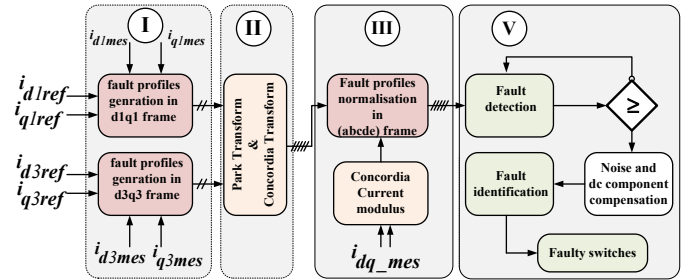 I
II
III
V
i_d1mes
i_q1mes
i_d1ref
i_q1ref
fault profiles
genration in
d1q1 frame
i_d3ref
i_q3ref
fault profiles
genration in
d3q3 frame
i_d3mes
i_q3mes
Park Transform
&
Concordia Transform
Fault profiles
normalisation
in
(abcde) frame
Concordia
Current
modulus
i_dq_mes
Fault
detection
≥
Noise and
dc component
compensation
Fault
identification
Faulty switches